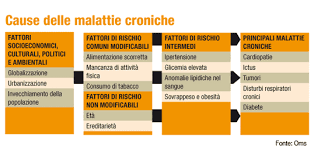 Cause delle malattie croniche
FATTORI
SOCIOECONOMICI,
CULTURALI, POLITICI
E AMBIENTALI
Globalizzazione
Urbanizzazione
Invecchiamento della
popolazione
FATTORI DI RISCHIO
COMUNI MODIFICABILI
Alimentazione scorretta
Mancanza di attività
fisica
Consumo di tabacco
FATTORI DI RISCHIO
NON MODIFICABILI
Età
Ereditarietà
FATTORI DI RISCHIO
INTERMEDI
Ipertensione
Glicemia elevata
Anomalie lipidiche nel
sangue
Sovrappeso e obesità
PRINCIPALI MALATTIE
CRONICHE
Cardiopatie
Ictus
Tumori
Disturbi respiratori
cronici
Diabete
Fonte: Oms